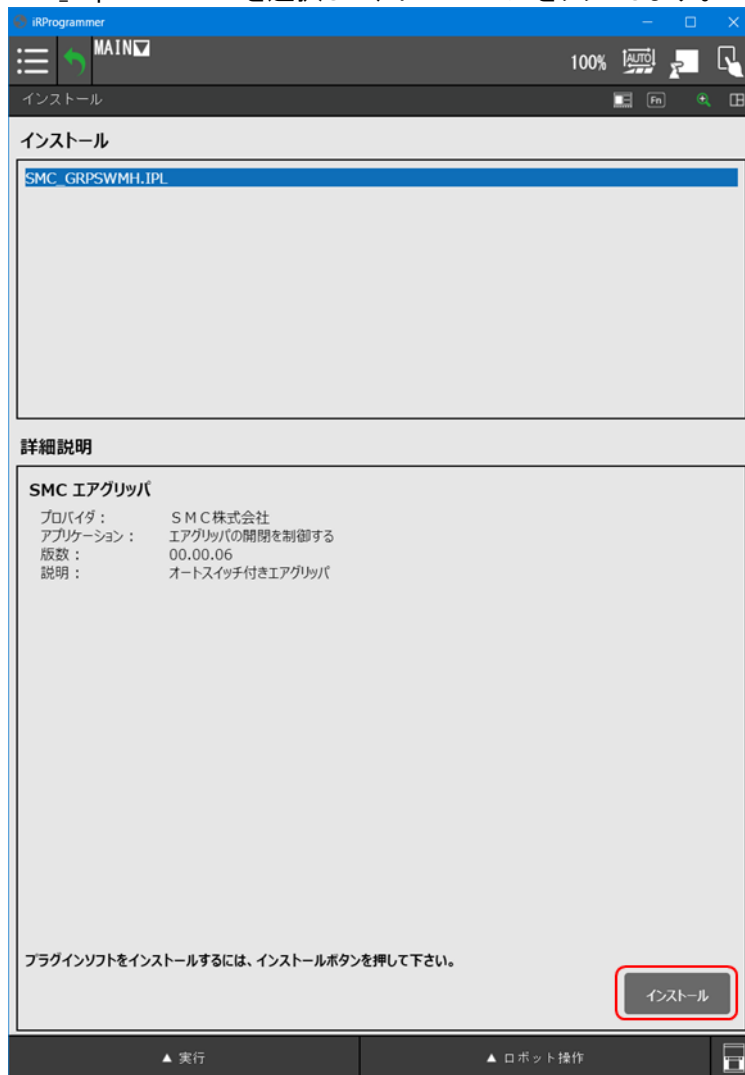 iRProgrammer
MAIN
100%
AUTO
インストール
Fn
インストール
SMC_GRPSWMH.IPL
詳細説明
SMC エアグリッパ
プロバイダ： ＳＭＣ株式会社
アプリケーション： エアグリッパの開閉を制御する
版数： 00.00.06
説明： オートスイッチ付きエアグリッパ
プラグインソフトをインストールするには、インストールボタンを押して下さい。
インストール
▲ 実行
▲ ロボット操作